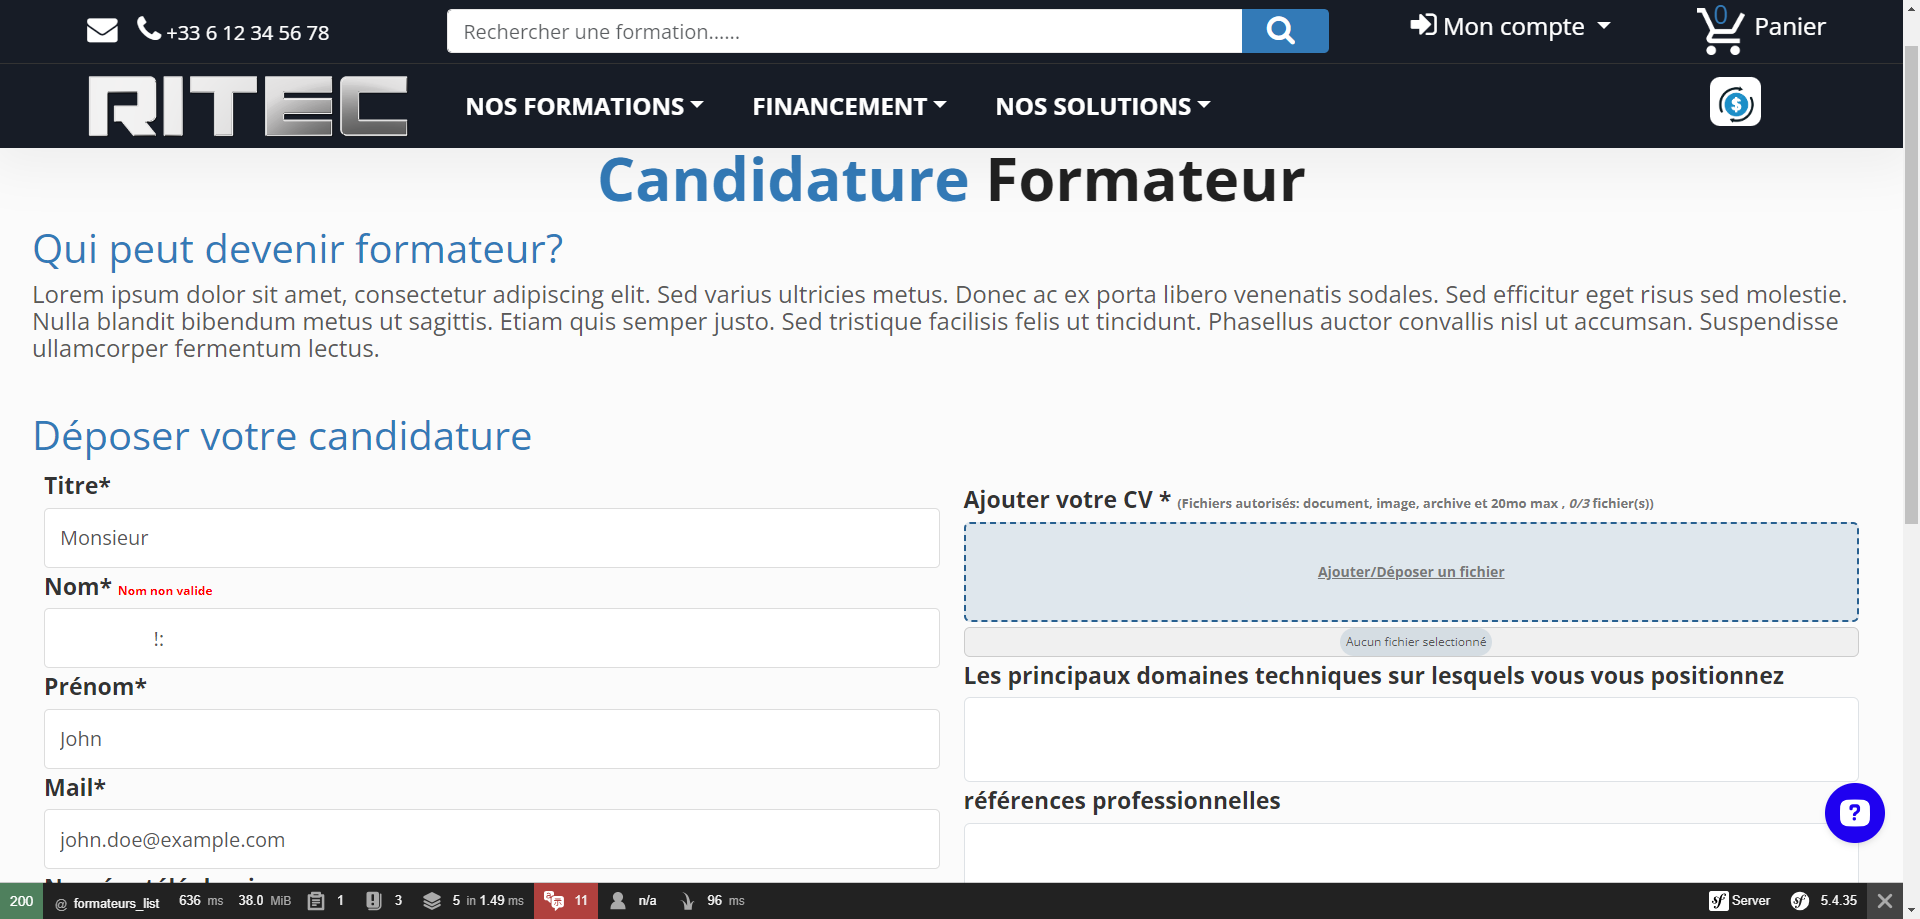 +33 6 12 34 56 78
Rechercher une formation......
Mon compte
0
Panier
RITEC
NOS FORMATIONS
FINANCEMENT
NOS SOLUTIONS
$
Candidature Formateur
Qui peut devenir formateur?
Lorem ipsum dolor sit amet, consectetur adipiscing elit. Sed varius ultricies metus. Donec ac ex porta libero venenatis sodales. Sed efficitur eget risus sed molestie.
Nulla blandit bibendum metus ut sagittis. Etiam quis semper justo. Sed tristique facilisis felis ut tincidunt. Phasellus auctor convallis nisl ut accumsan. Suspendisse
ullamcorper fermentum lectus.
Déposer votre candidature
Titre*
Monsieur
Nom* Nom non valide
!:
Prénom*
John
Mail*
john.doe@example.com
Ajouter votre CV * (Fichiers autorisés: document, image, archive et 20mo max , 0/3 fichier(s))
Ajouter/Déposer un fichier
Aucun fichier selectionné
Les principaux domaines techniques sur lesquels vous vous positionnez
références professionnelles
?
200 @ formateurs_list 636 ms 38.0 MiB 1 3 5 in 1.49 ms 11 n/a 96 ms Server 5.4.35